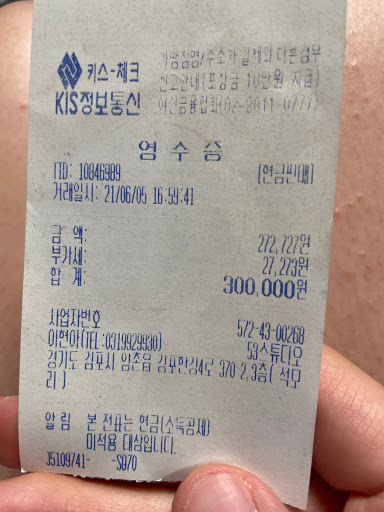 키스-체크
KIS정보통신
가맹점명/주소가 실제와 다른경우
신고안내(포상금 10만원 지급)
여신금융협회(02-2011-0777)
영수증
TID: 10846989 (현금판매)
거래일시: 21/06/05 16:59:41
금 액: 272,727원
부가세: 27,273원
합 계: 300,000원
사업자번호 572-43-00268
이현아(TEL:0319929930) 53스튜디오
경기도 김포시 양촌읍 김포한강4로 370 2,3층( 석모
리 )
알 림 본 전표는 현금(소득공제)
미적용 대상입니다.
J5109741- -S070